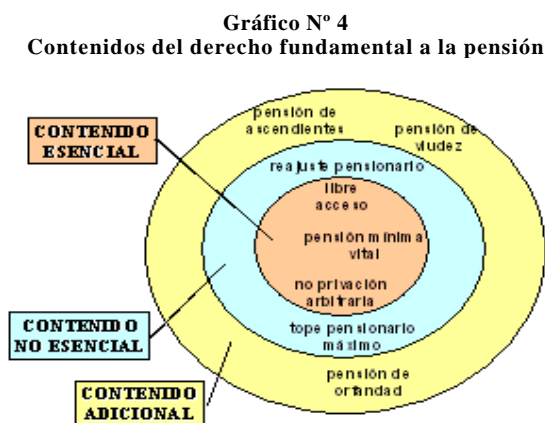 Gráfico Nº 4
Contenidos del derecho fundamental a la pensión
CONTENIDO
ESENCIAL
pensión de
ascendientes
pensión de
viudez
reajuste pensionario
libre
acceso
pensión mínima
vital
no privación
arbitraria
CONTENIDO
NO ESENCIAL
tope pensionario
máximo
CONTENIDO
ADICIONAL
pensión de
orfandad